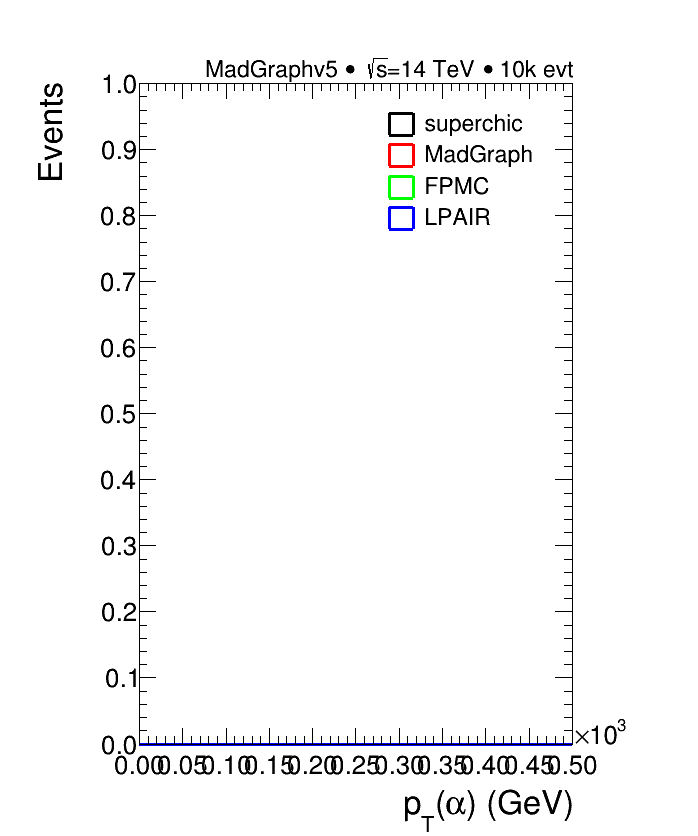 MadGraphv5 • √s=14 TeV • 10k evt
Events
1.0
0.9
0.8
0.7
0.6
0.5
0.4
0.3
0.2
0.1
0.0
superchic
MadGraph
FPMC
LPAIR
0.00 0.05 0.10 0.15 0.20 0.25 0.30 0.35 0.40 0.45 0.50
×10³
p_T(α) (GeV)